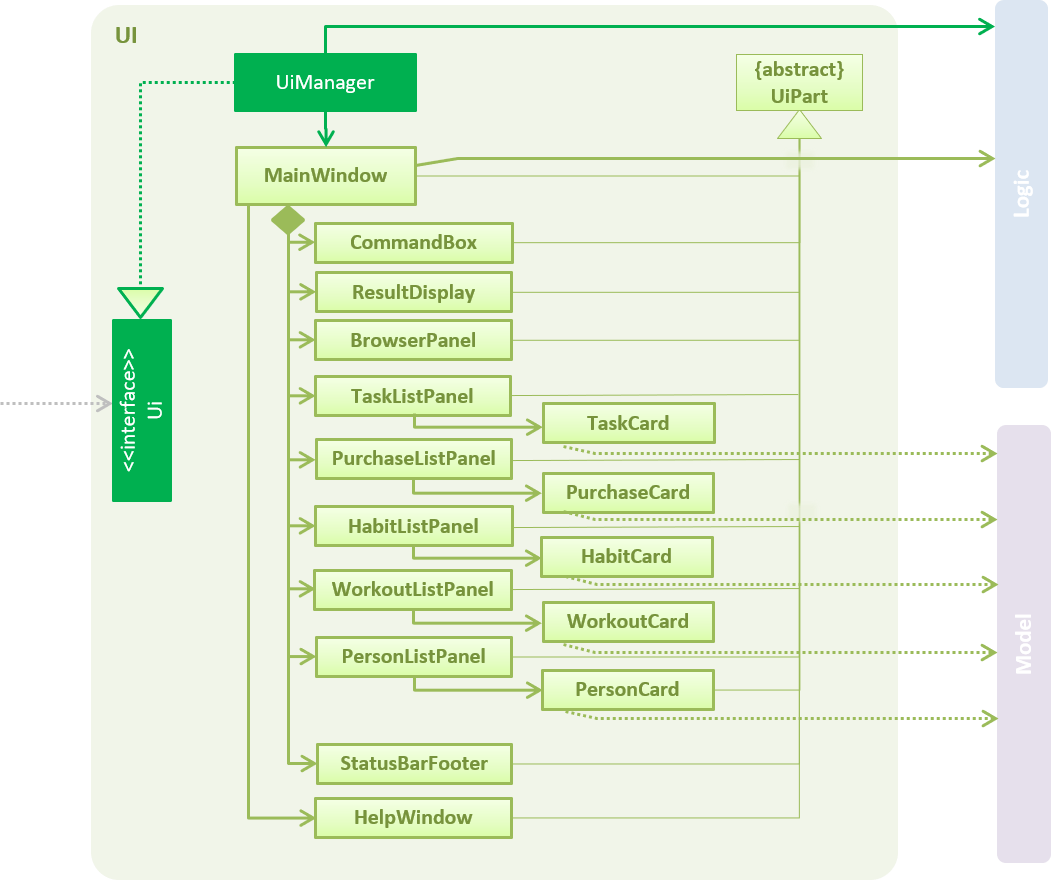 UI
UiManager
{abstract}
UiPart
MainWindow
Logic
CommandBox
ResultDisplay
BrowserPanel
<<interface>>
Ui
TaskListPanel
TaskCard
PurchaseListPanel
PurchaseCard
HabitListPanel
HabitCard
WorkoutListPanel
WorkoutCard
Model
PersonListPanel
PersonCard
StatusBarFooter
HelpWindow